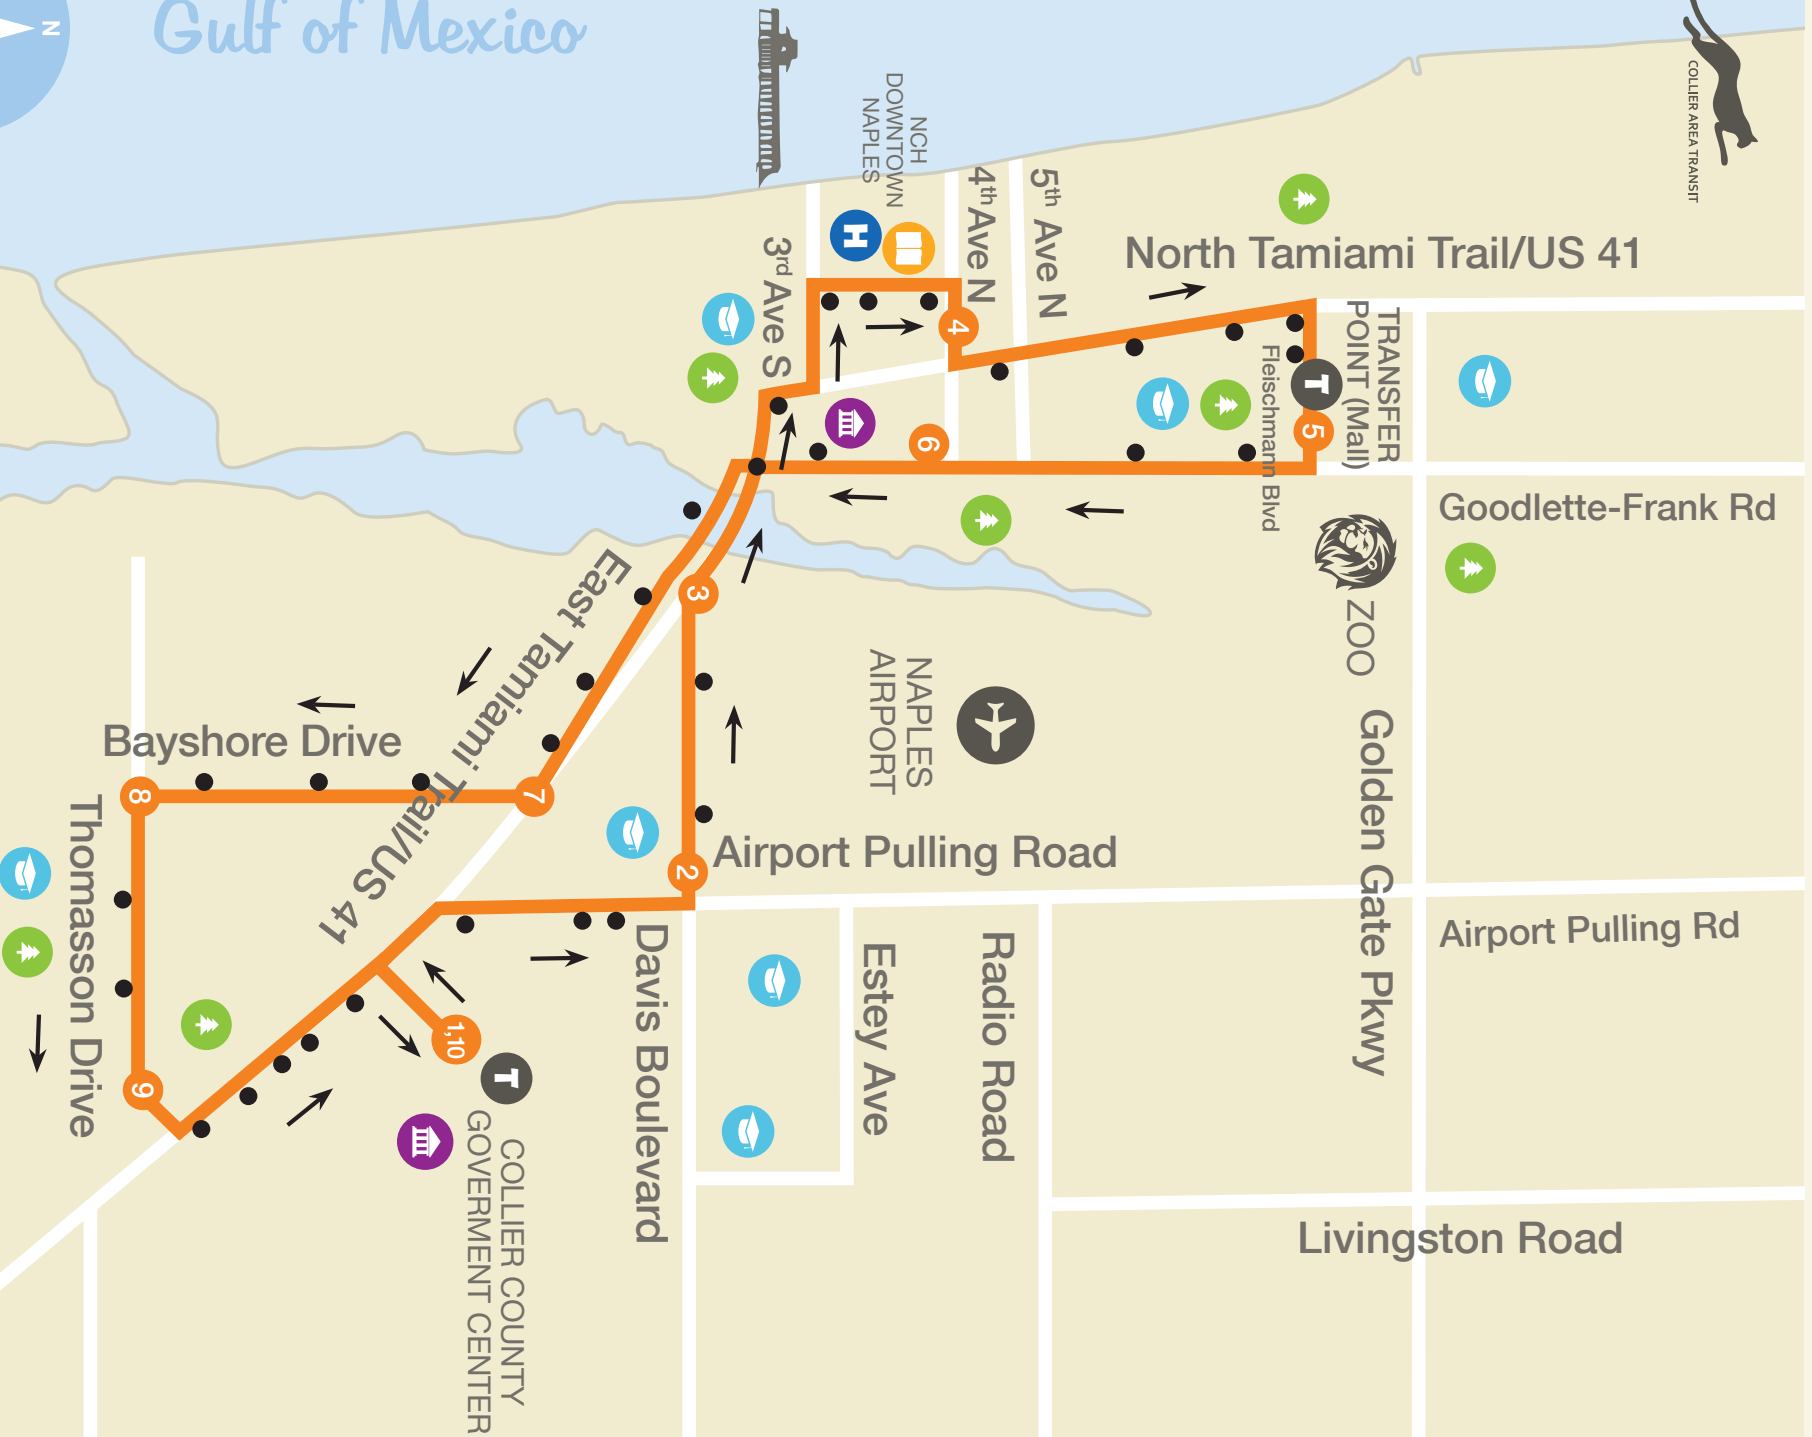 N
Gulf of Mexico
COLLIER AREA TRANSIT
NCH
DOWNTOWN
NAPLES
H
3rd Ave S
4th Ave N
5th Ave N
North Tamiami Trail/US 41
4
TRANSFER
POINT (Mall)
T
5
Fleischmann Blvd
6
Goodlette-Frank Rd
ZOO
3
East Tamiami Trail/US 41
NAPLES
AIRPORT
Golden Gate Pkwy
Bayshore Drive
8
7
2
Airport Pulling Road
Airport Pulling Rd
Thomasson Drive
Davis Boulevard
Estey Ave
Radio Road
1,10
T
9
COLLIER COUNTY
GOVERMENT CENTER
Livingston Road